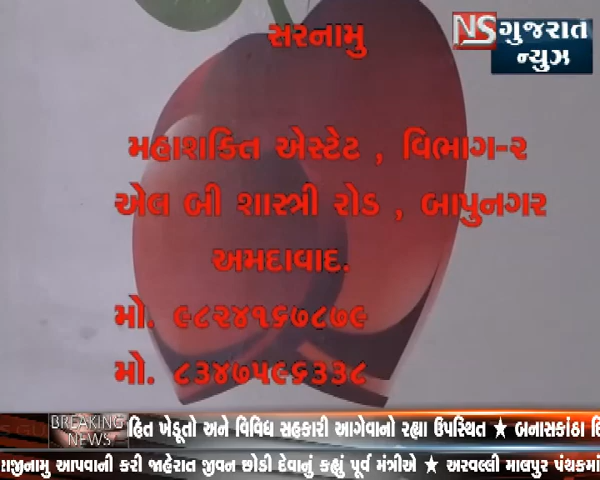 સરનામુ
NS ગુજરાત
ન્યુઝ
મહાશક્તિ એસ્ટેટ , વિભાગ-૨
એલ બી શાસ્ત્રી રોડ , બાપુનગર
અમદાવાદ.
મો. ૯૮૨૪૧૬૭૮૭૯
મો. ૮૩૪૭૫૯૬૩૩૮
BREAKING NEWS
હિત ખેડૂતો અને વિવિધ સહકારી આગેવાનો રહ્યા ઉપસ્થિત ★ બનાસકાંઠા
રાજીનામુ આપવાની કરી જાહેરાત જીવન છોડી દેવાનું કહ્યું પૂર્વ મંત્રીએ ★ અરવલ્લી માલપુર પંથકમાં